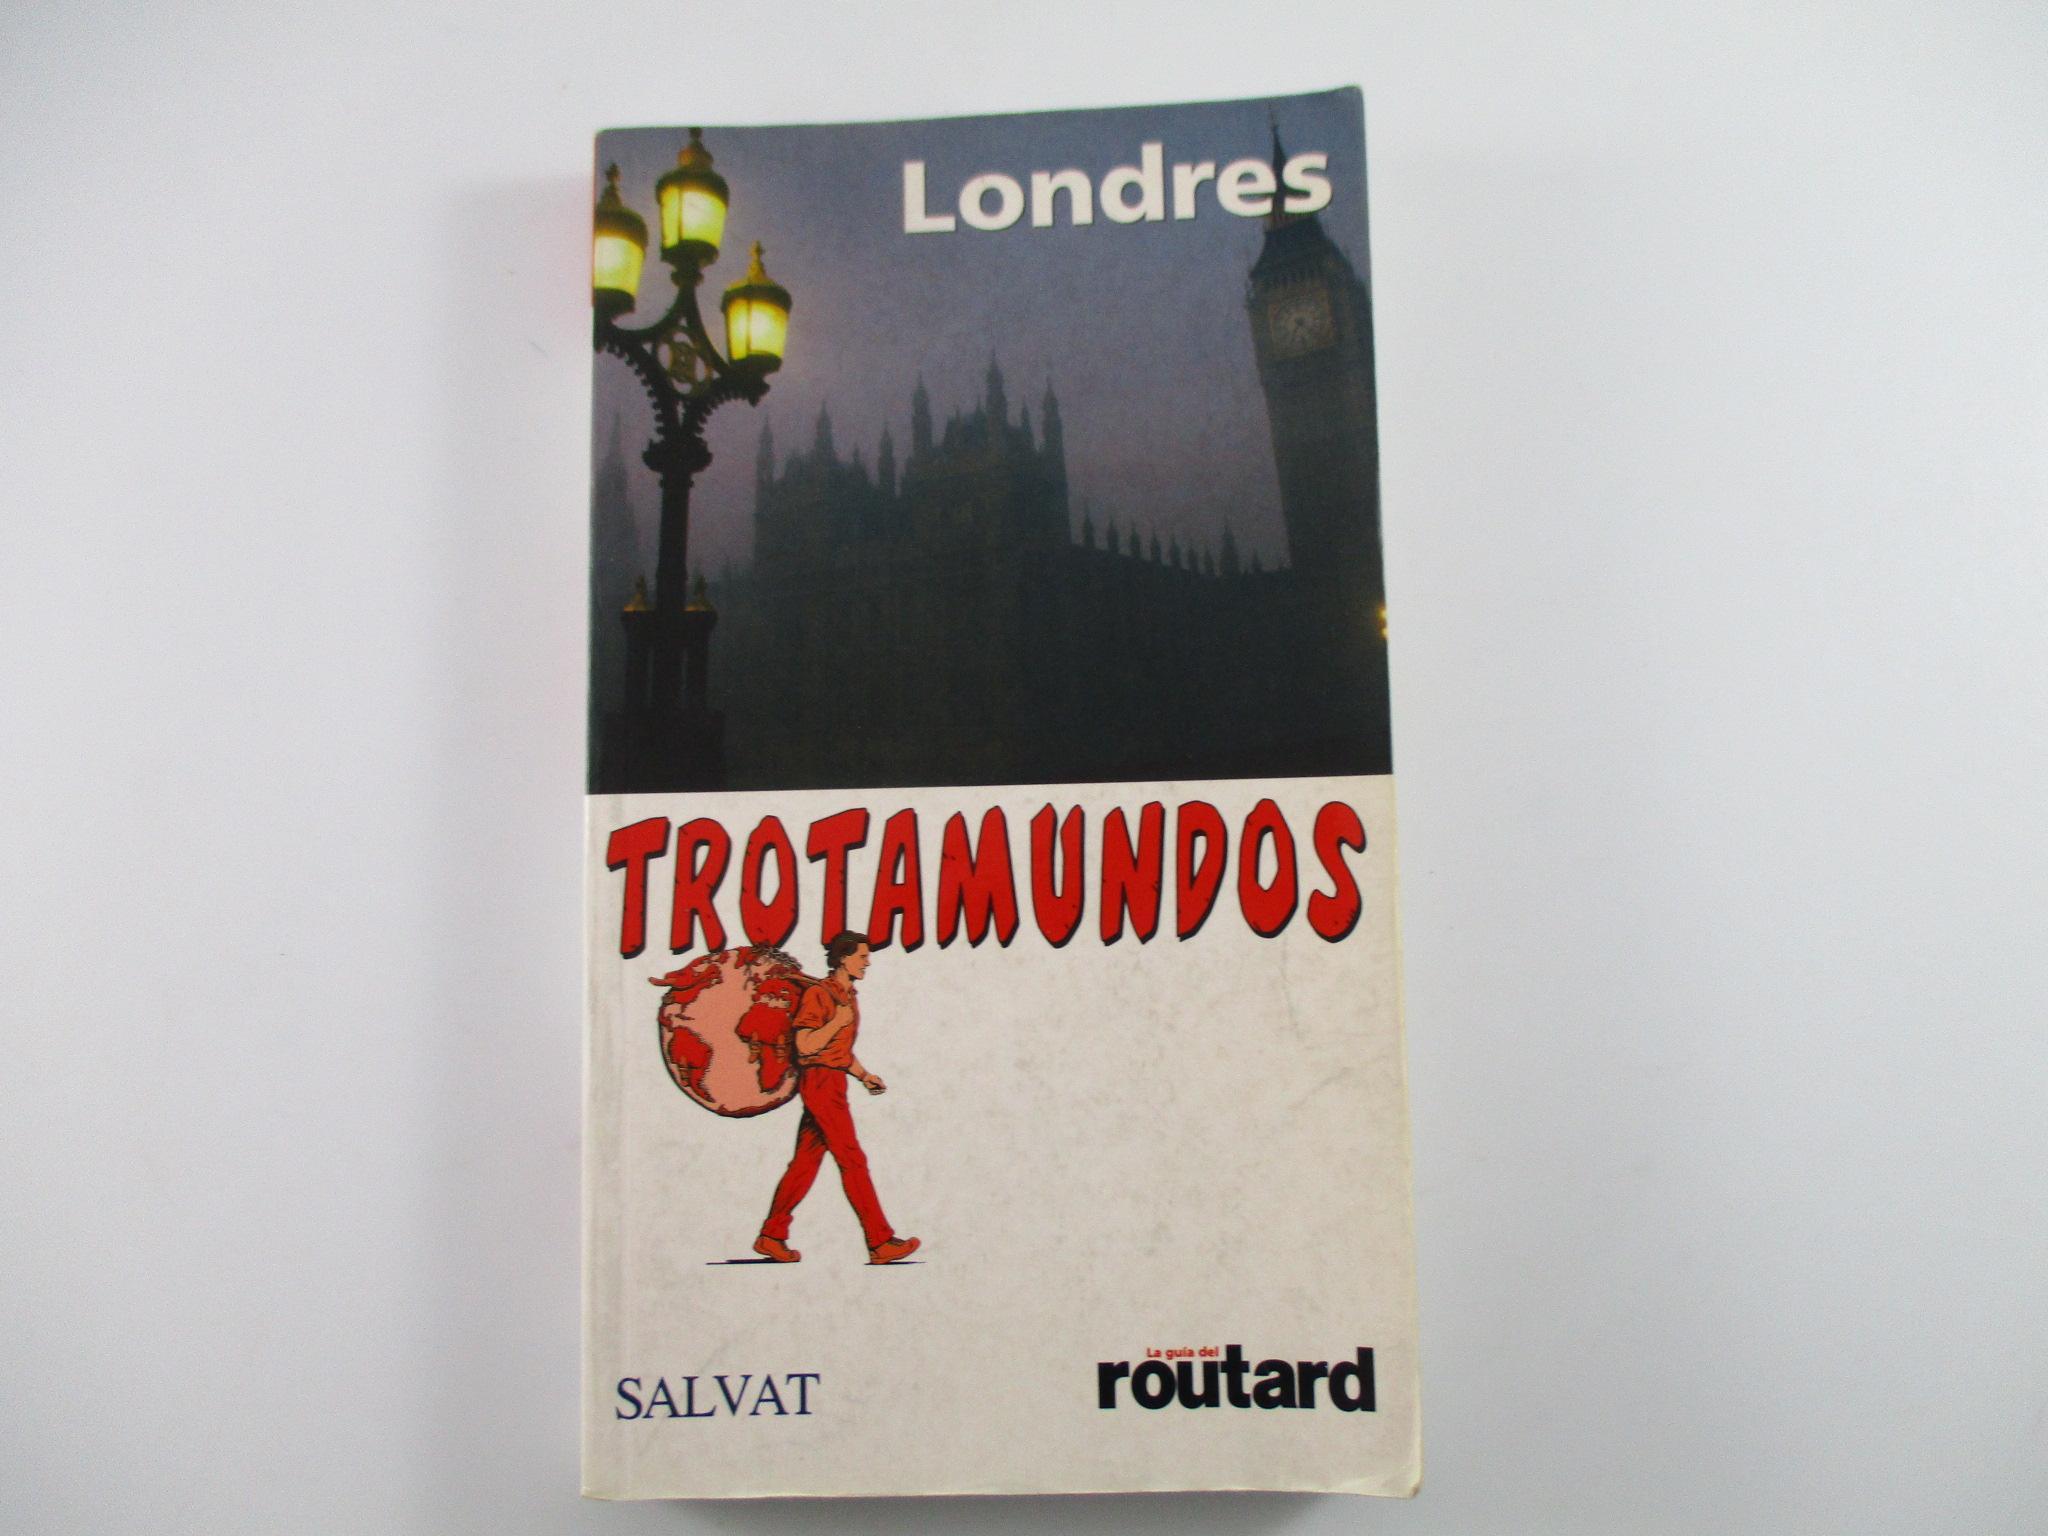 Londres
TROTAMUNDOS
La guía del
routard
SALVAT